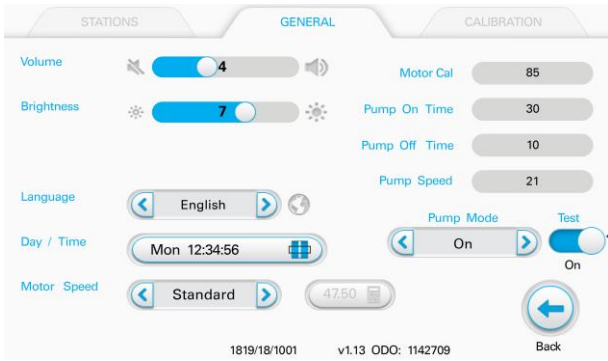 STATIONS GENERAL CALIBRATION
Volume 4 Motor Cal 85
Brightness 7 Pump On Time 30
Pump Off Time 10
Pump Speed 21
Language English
Pump Mode Test
Day / Time Mon 12:34:56 On
On
Motor Speed Standard 47.50
1819/18/1001 v1.13 ODO: 1142709 Back